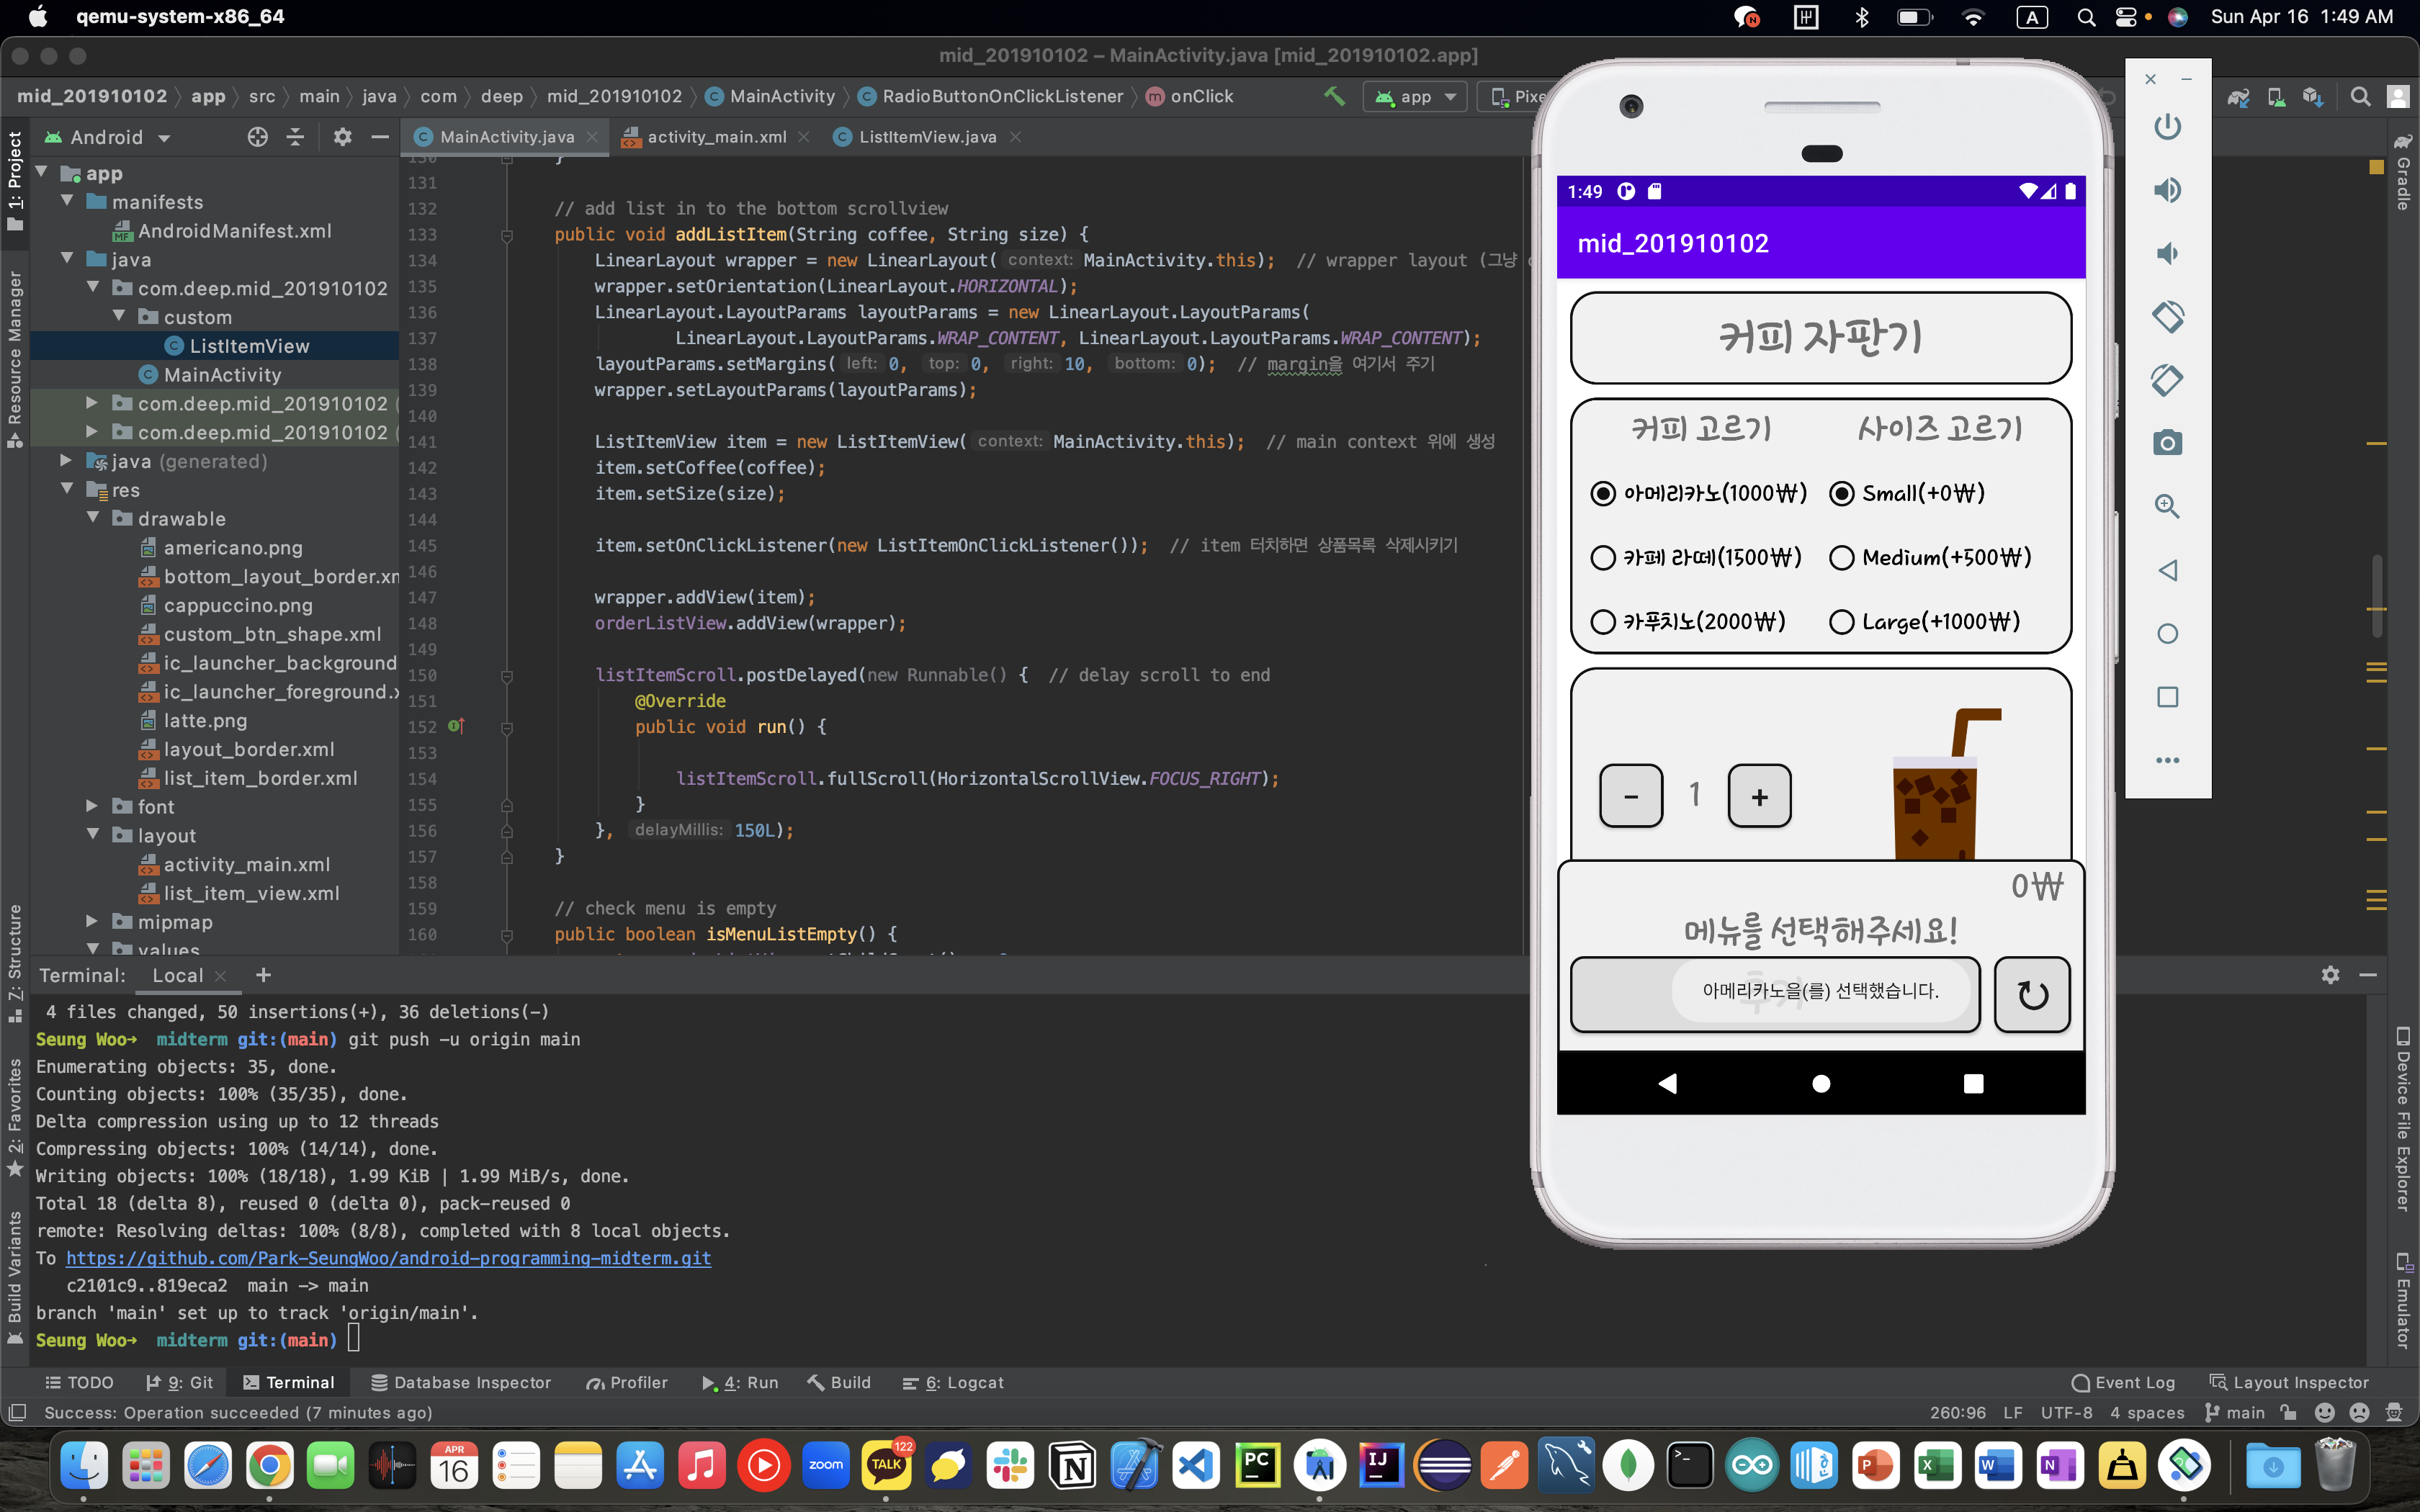 qemu-system-x86_64
A
Sun Apr 16 1:49 AM
mid_201910102 – MainActivity.java [mid_201910102.app]
mid_201910102 〉 app 〉 src 〉 main 〉 java 〉 com 〉 deep 〉 mid_201910102 〉 MainActivity 〉 RadioButtonOnClickListener 〉 onClick
app
Android
MainActivity.java
activity_main.xml
ListItemView.java
1: Project
Resource Manager
Z: Structure
2: Favorites
Build Variants
Gradle
Device File Explorer
Emulator
app
manifests
AndroidManifest.xml
java
com.deep.mid_201910102
custom
ListItemView
MainActivity
com.deep.mid_201910102
com.deep.mid_201910102
java (generated)
res
drawable
americano.png
bottom_layout_border.xm
cappuccino.png
custom_btn_shape.xml
ic_launcher_background
ic_launcher_foreground.x
latte.png
layout_border.xml
list_item_border.xml
font
layout
activity_main.xml
list_item_view.xml
mipmap
values
130 }
131
132 // add list in to the bottom scrollview
133 public void addListItem(String coffee, String size) {
134 LinearLayout wrapper = new LinearLayout( context: MainActivity.this); // wrapper layout (그냥
135 wrapper.setOrientation(LinearLayout.HORIZONTAL);
136 LinearLayout.LayoutParams layoutParams = new LinearLayout.LayoutParams(
137 LinearLayout.LayoutParams.WRAP_CONTENT, LinearLayout.LayoutParams.WRAP_CONTENT);
138 layoutParams.setMargins( left: 0, top: 0, right: 10, bottom: 0); // margin을 여기서 주기
139 wrapper.setLayoutParams(layoutParams);
140
141 ListItemView item = new ListItemView( context: MainActivity.this); // main context 위에 생성
142 item.setCoffee(coffee);
143 item.setSize(size);
144
145 item.setOnClickListener(new ListItemOnClickListener()); // item 터치하면 상품목록 삭제시키기
146
147 wrapper.addView(item);
148 orderListView.addView(wrapper);
149
150 listItemScroll.postDelayed(new Runnable() { // delay scroll to end
151 @Override
152 public void run() {
153
154 listItemScroll.fullScroll(HorizontalScrollView.FOCUS_RIGHT);
155 }
156 }, delayMillis: 150L);
157 }
158
159 // check menu is empty
160 public boolean isMenuListEmpty() {
1:49
mid_201910102
커피 자판기
커피 고르기 사이즈 고르기
아메리카노(1000₩) Small(+0₩)
카페 라떼(1500₩) Medium(+500₩)
카푸치노(2000₩) Large(+1000₩)
- 1 +
0₩
메뉴를 선택해주세요!
추가
아메리카노을(를) 선택했습니다.
Terminal: Local +
4 files changed, 50 insertions(+), 36 deletions(-)
Seung Woo→ midterm git:(main) git push -u origin main
Enumerating objects: 35, done.
Counting objects: 100% (35/35), done.
Delta compression using up to 12 threads
Compressing objects: 100% (14/14), done.
Writing objects: 100% (18/18), 1.99 KiB | 1.99 MiB/s, done.
Total 18 (delta 8), reused 0 (delta 0), pack-reused 0
remote: Resolving deltas: 100% (8/8), completed with 8 local objects.
To https://github.com/Park-SeungWoo/android-programming-midterm.git
c2101c9..819eca2 main -> main
branch 'main' set up to track 'origin/main'.
Seung Woo→ midterm git:(main)
TODO 9: Git Terminal Database Inspector Profiler 4: Run Build 6: Logcat Event Log Layout Inspector
Success: Operation succeeded (7 minutes ago) 260:96 LF UTF-8 4 spaces main
APR
16
zoom
TALK
122
N
PC
IJ
P
X
W
N